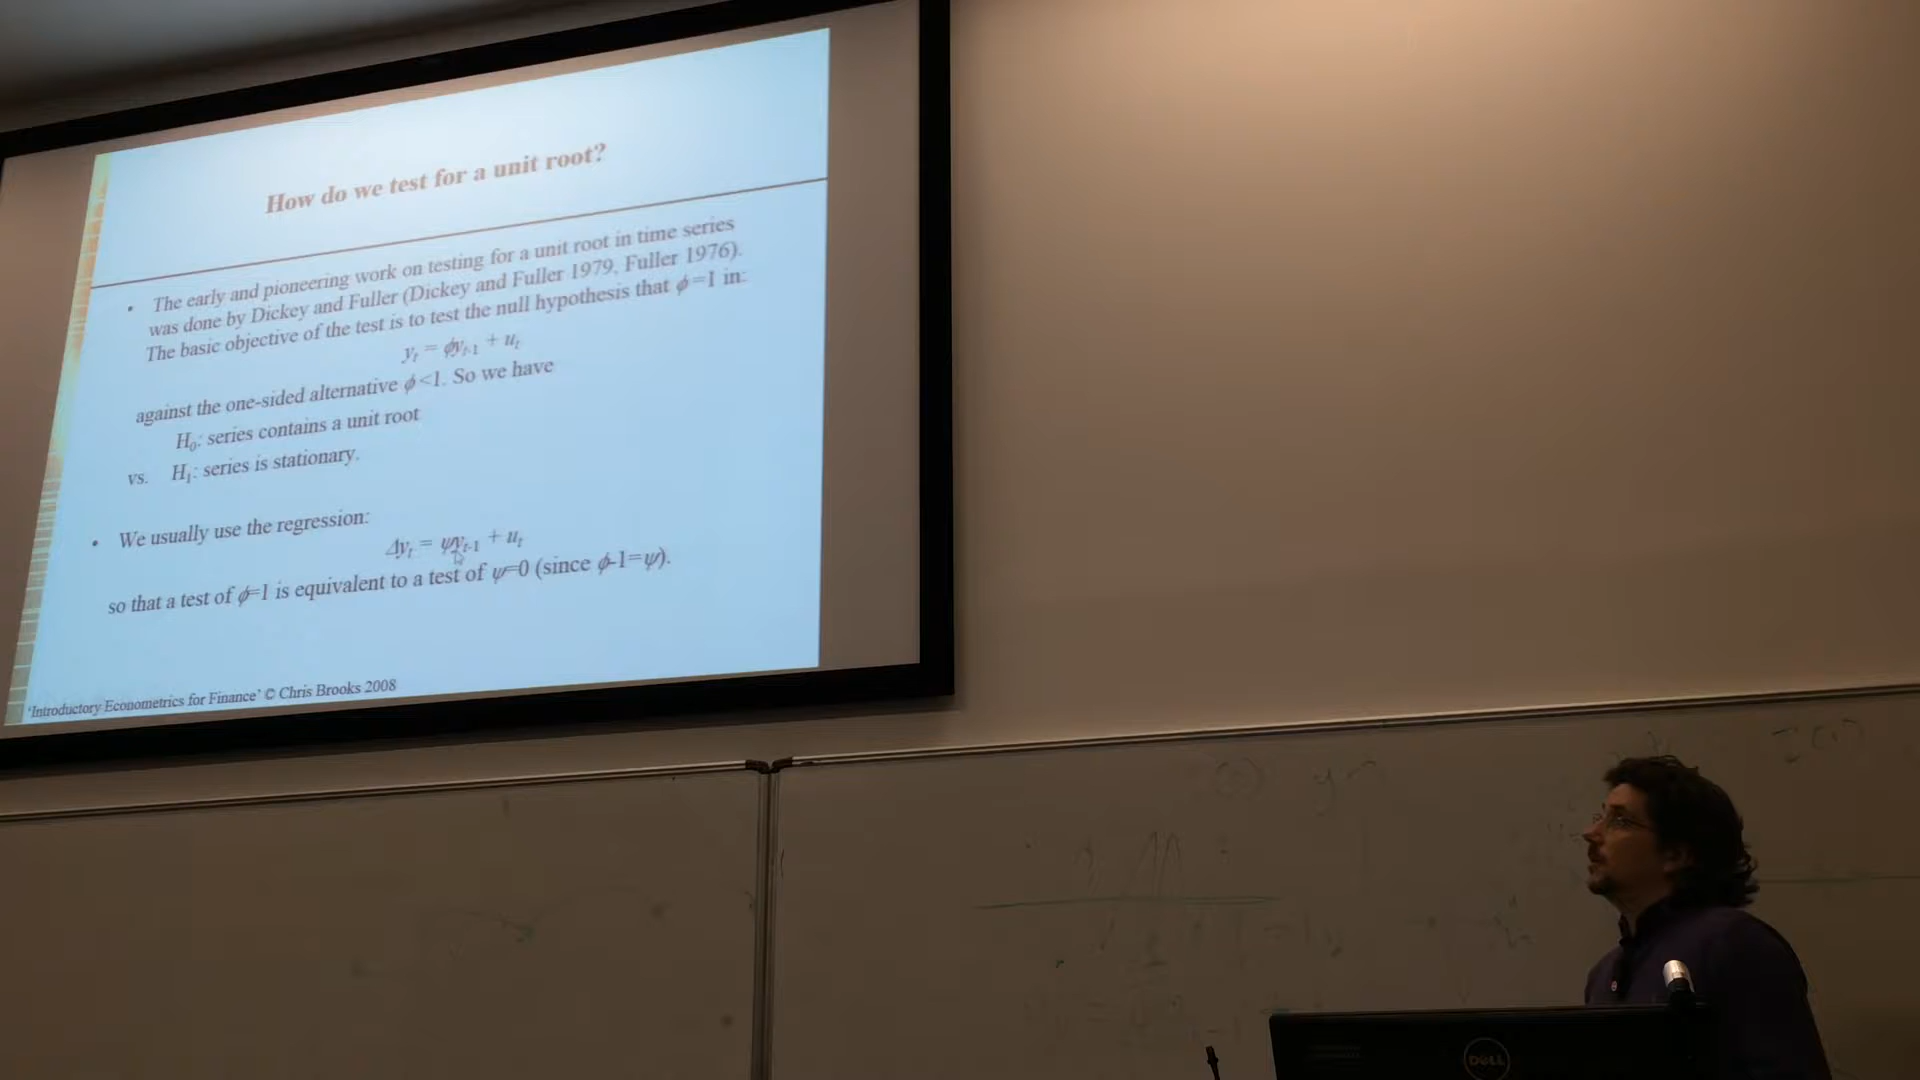 How do we test for a unit root?
• The early and pioneering work on testing for a unit root in time series
was done by Dickey and Fuller (Dickey and Fuller 1979, Fuller 1976).
The basic objective of the test is to test the null hypothesis that ϕ=1 in:
yₜ = ϕyₜ₋₁ + uₜ
against the one-sided alternative ϕ<1. So we have
H₀: series contains a unit root
vs. H₁: series is stationary.
• We usually use the regression:
Δyₜ = ψyₜ₋₁ + uₜ
so that a test of ϕ=1 is equivalent to a test of ψ=0 (since ϕ-1=ψ).
'Introductory Econometrics for Finance' © Chris Brooks 2008
DELL